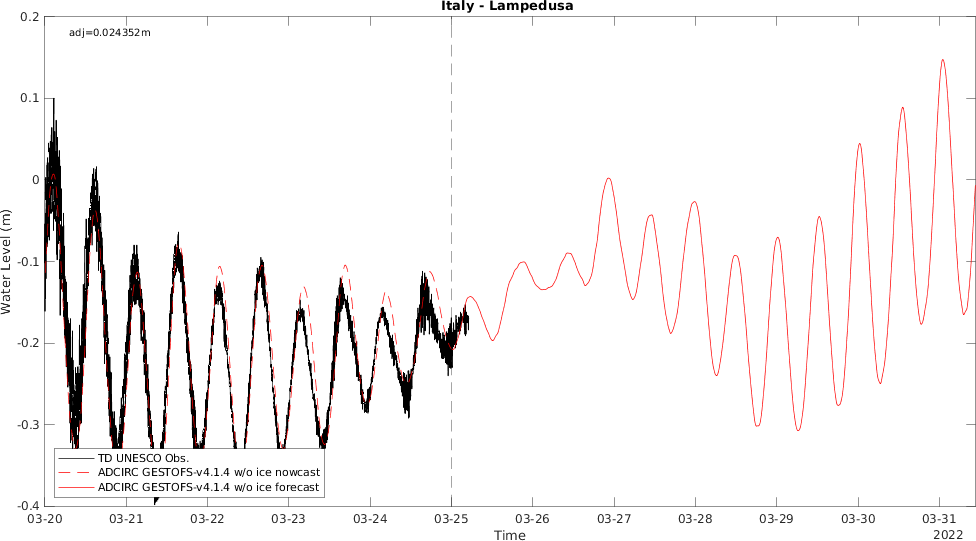 Italy - Lampedusa
adj=0.024352m
0.2
0.1
0
-0.1
-0.2
-0.3
-0.4
Water Level (m)
TD UNESCO Obs.
ADCIRC GESTOFS-v4.1.4 w/o ice nowcast
ADCIRC GESTOFS-v4.1.4 w/o ice forecast
03-20 03-21 03-22 03-23 03-24 03-25 03-26 03-27 03-28 03-29 03-30 03-31
Time
2022